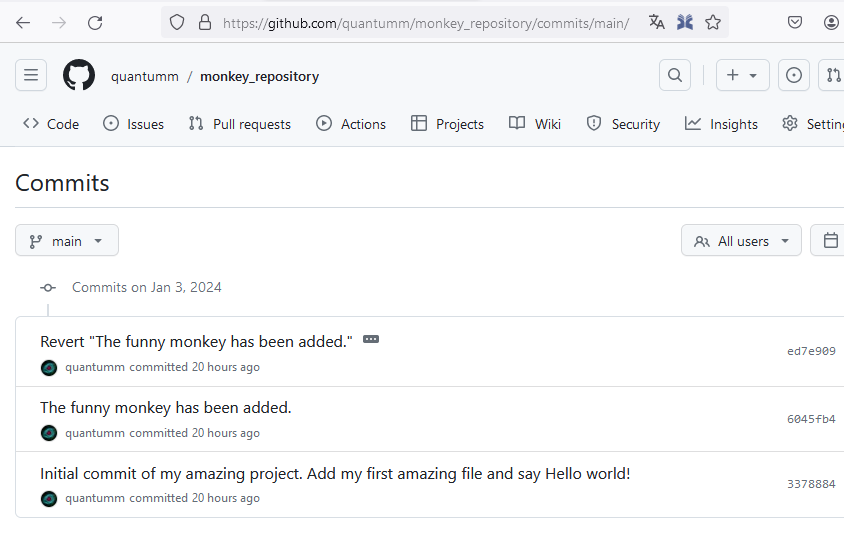 https://github.com/quantumm/monkey_repository/commits/main/
quantumm / monkey_repository
Code Issues Pull requests Actions Projects Wiki Security Insights
Commits
main All users
Commits on Jan 3, 2024
Revert "The funny monkey has been added."
quantumm committed 20 hours ago
ed7e909
The funny monkey has been added.
quantumm committed 20 hours ago
6045fb4
Initial commit of my amazing project. Add my first amazing file and say Hello world!
quantumm committed 20 hours ago
3378884